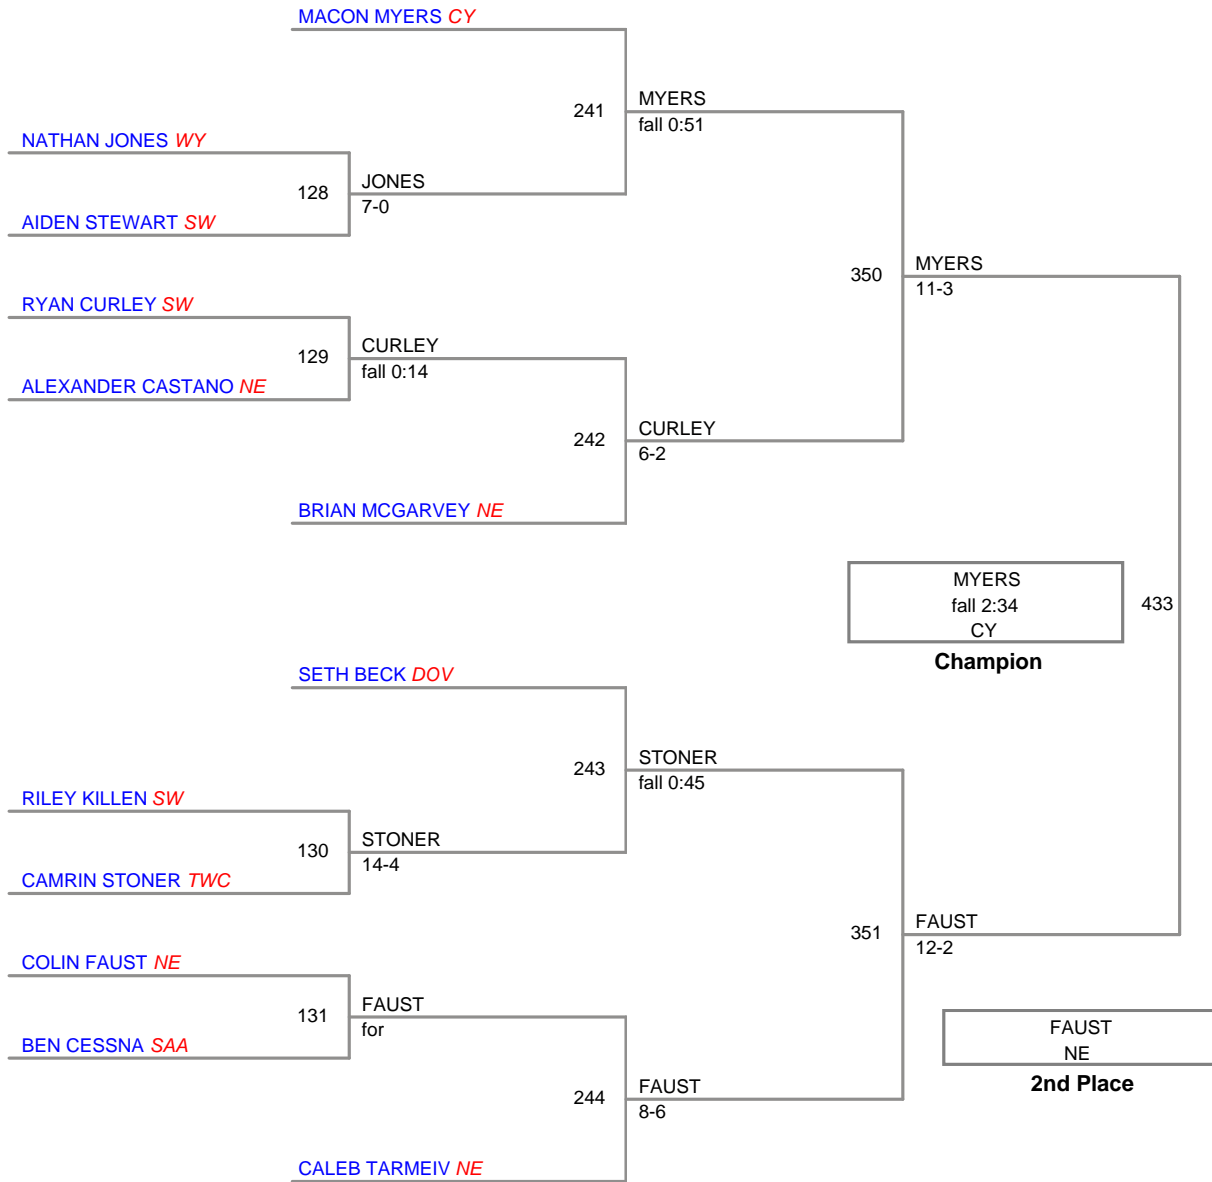 MACON MYERS CY
241
MYERS
fall 0:51
NATHAN JONES WY
128
JONES
7-0
AIDEN STEWART SW
350
MYERS
11-3
RYAN CURLEY SW
129
CURLEY
fall 0:14
ALEXANDER CASTANO NE
242
CURLEY
6-2
BRIAN MCGARVEY NE
MYERS
fall 2:34
CY
433
Champion
SETH BECK DOV
243
STONER
fall 0:45
RILEY KILLEN SW
130
STONER
14-4
CAMRIN STONER TWC
351
FAUST
12-2
COLIN FAUST NE
131
FAUST
for
BEN CESSNA SAA
FAUST
NE
2nd Place
244
FAUST
8-6
CALEB TARMEIV NE